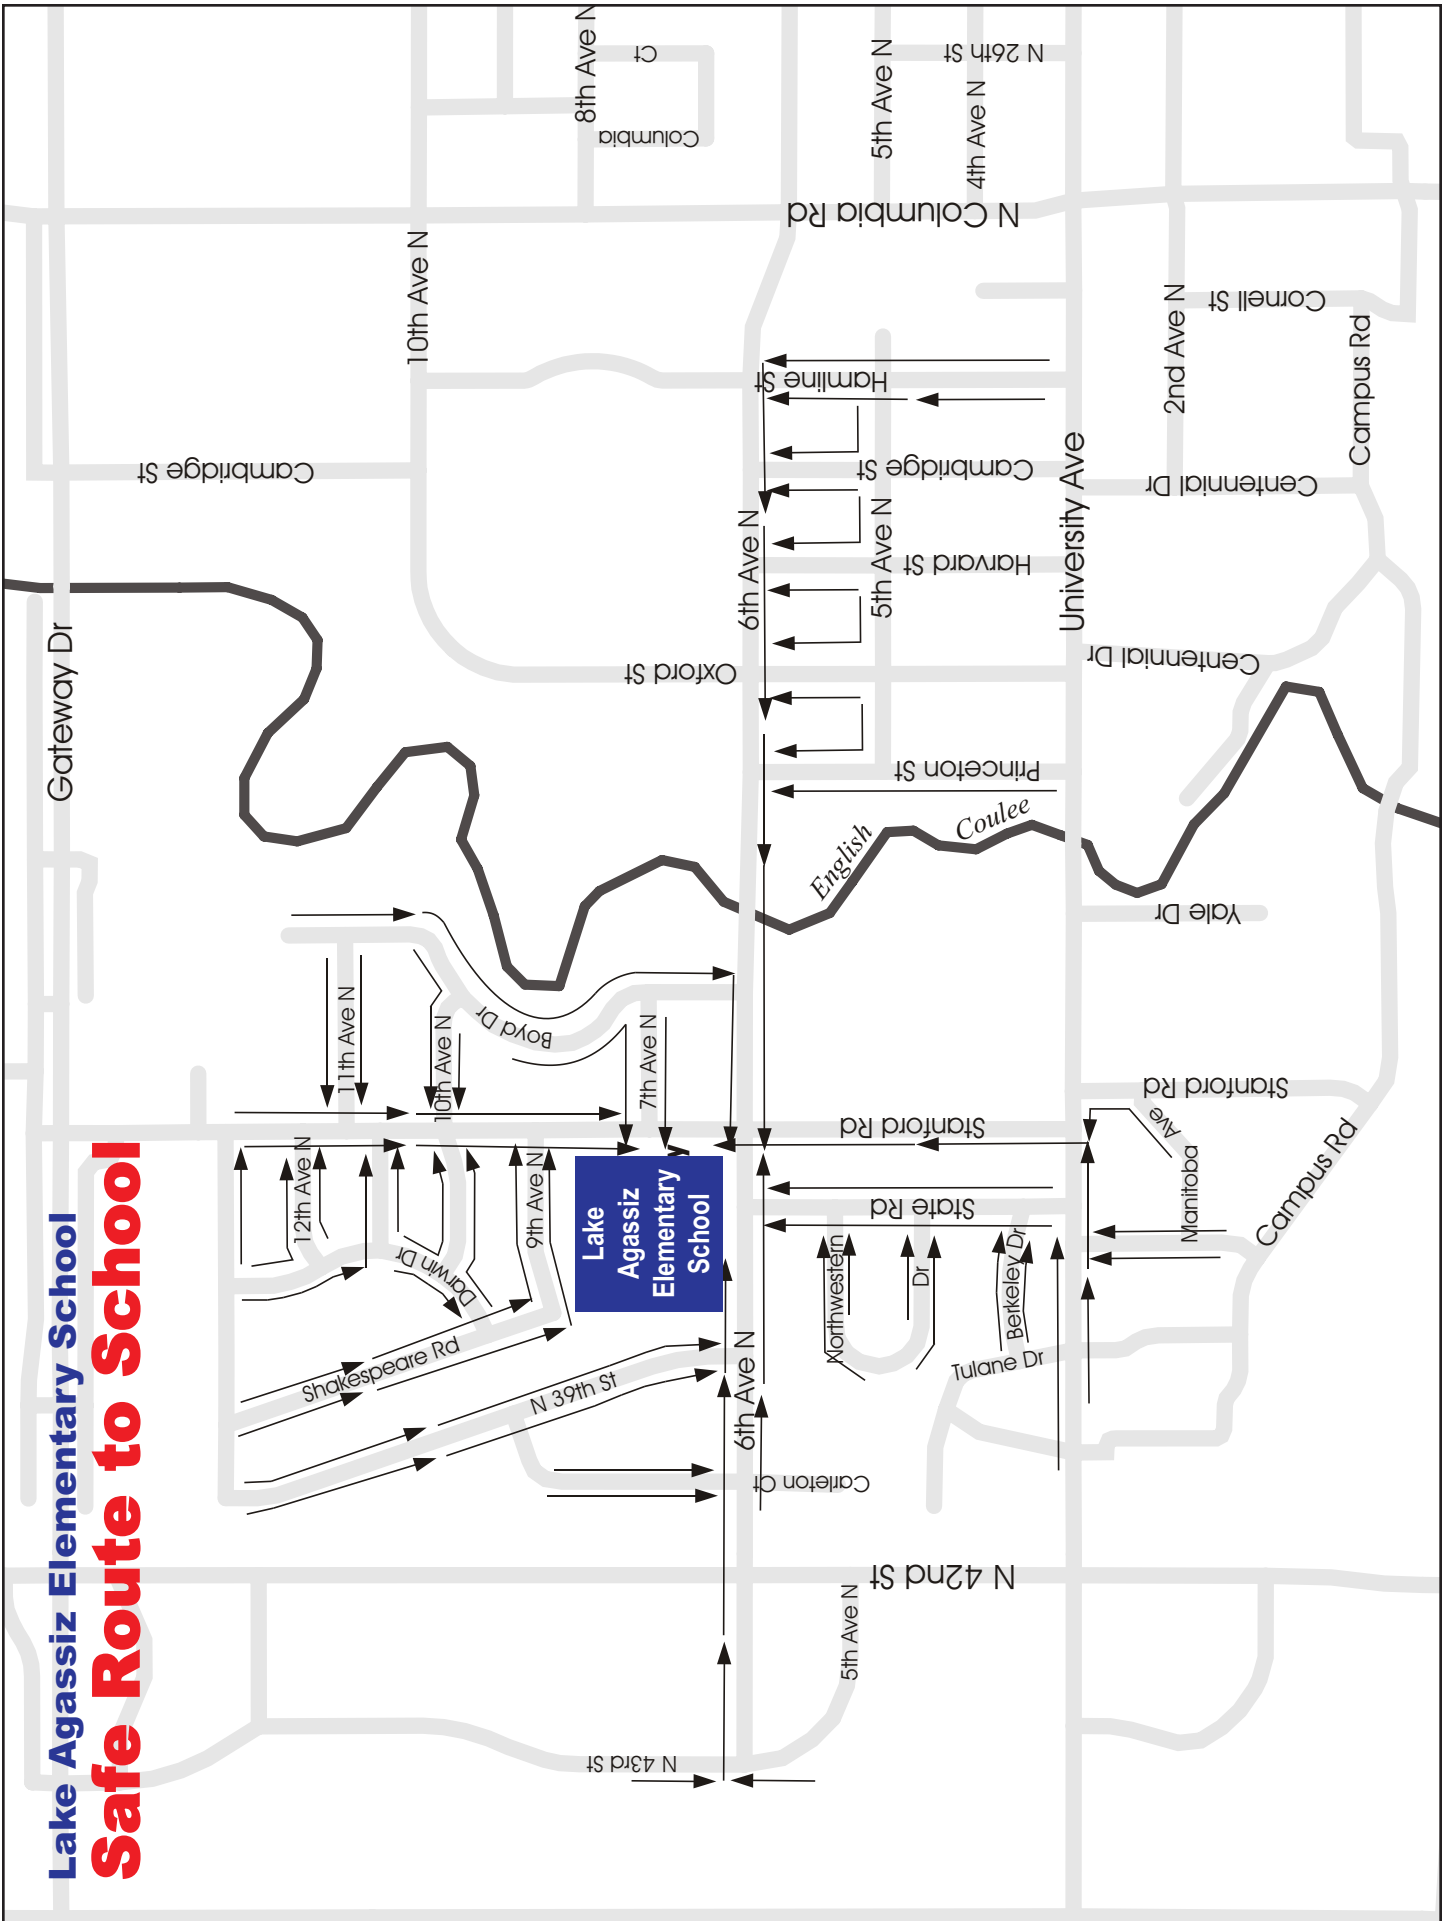 Lake Agassiz Elementary School
Safe Route to School
Gateway Dr
Cambridge St
10th Ave N
8th Ave N
Ct
Columbia
5th Ave N
N 26th St
4th Ave N
N Columbia Rd
Hamline St
2nd Ave N
Cornell St
Campus Rd
Cambridge St
Centennial Dr
University Ave
6th Ave N
5th Ave N
Harvard St
Oxford St
Centennial Dr
Princeton St
English
Coulee
Yale Dr
Boyd Dr
11th Ave N
10th Ave N
7th Ave N
Stanford Rd
Stanford Rd
Manitoba
Ave
Campus Rd
12th Ave N
9th Ave N
Darwin Dr
Lake
Agassiz
Elementary
School
y
State Rd
Northwestern
Dr
Berkeley Dr
Tulane Dr
Shakespeare Rd
N 39th St
6th Ave N
Carleton Ct
N 42nd St
5th Ave N
N 43rd St